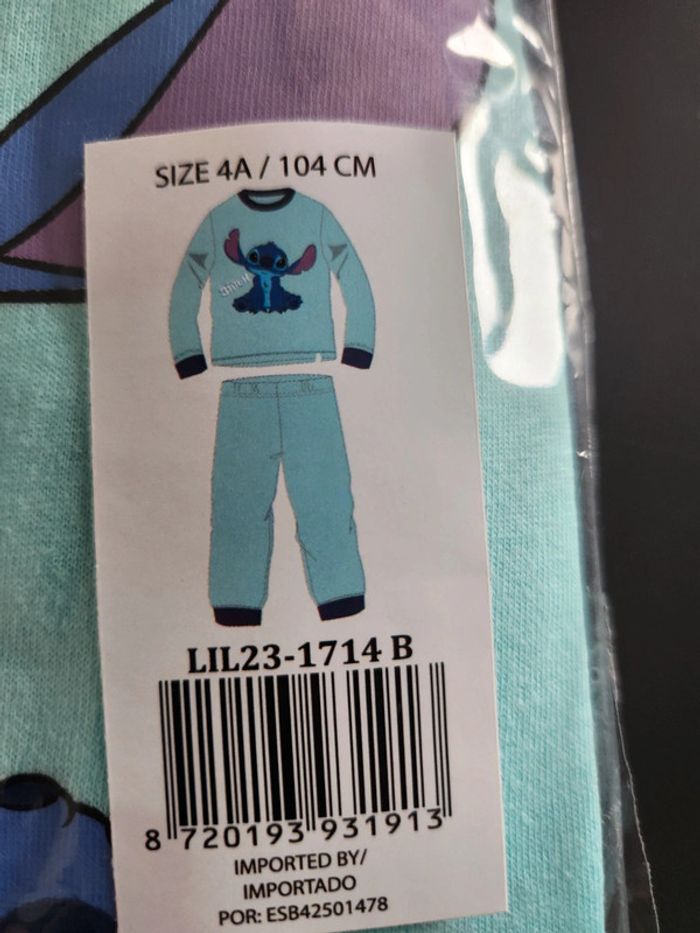 SIZE 4A / 104 CM
Stitch
LIL23-1714 B
8 720193 931913
IMPORTED BY/
IMPORTADO
POR: ESB42501478